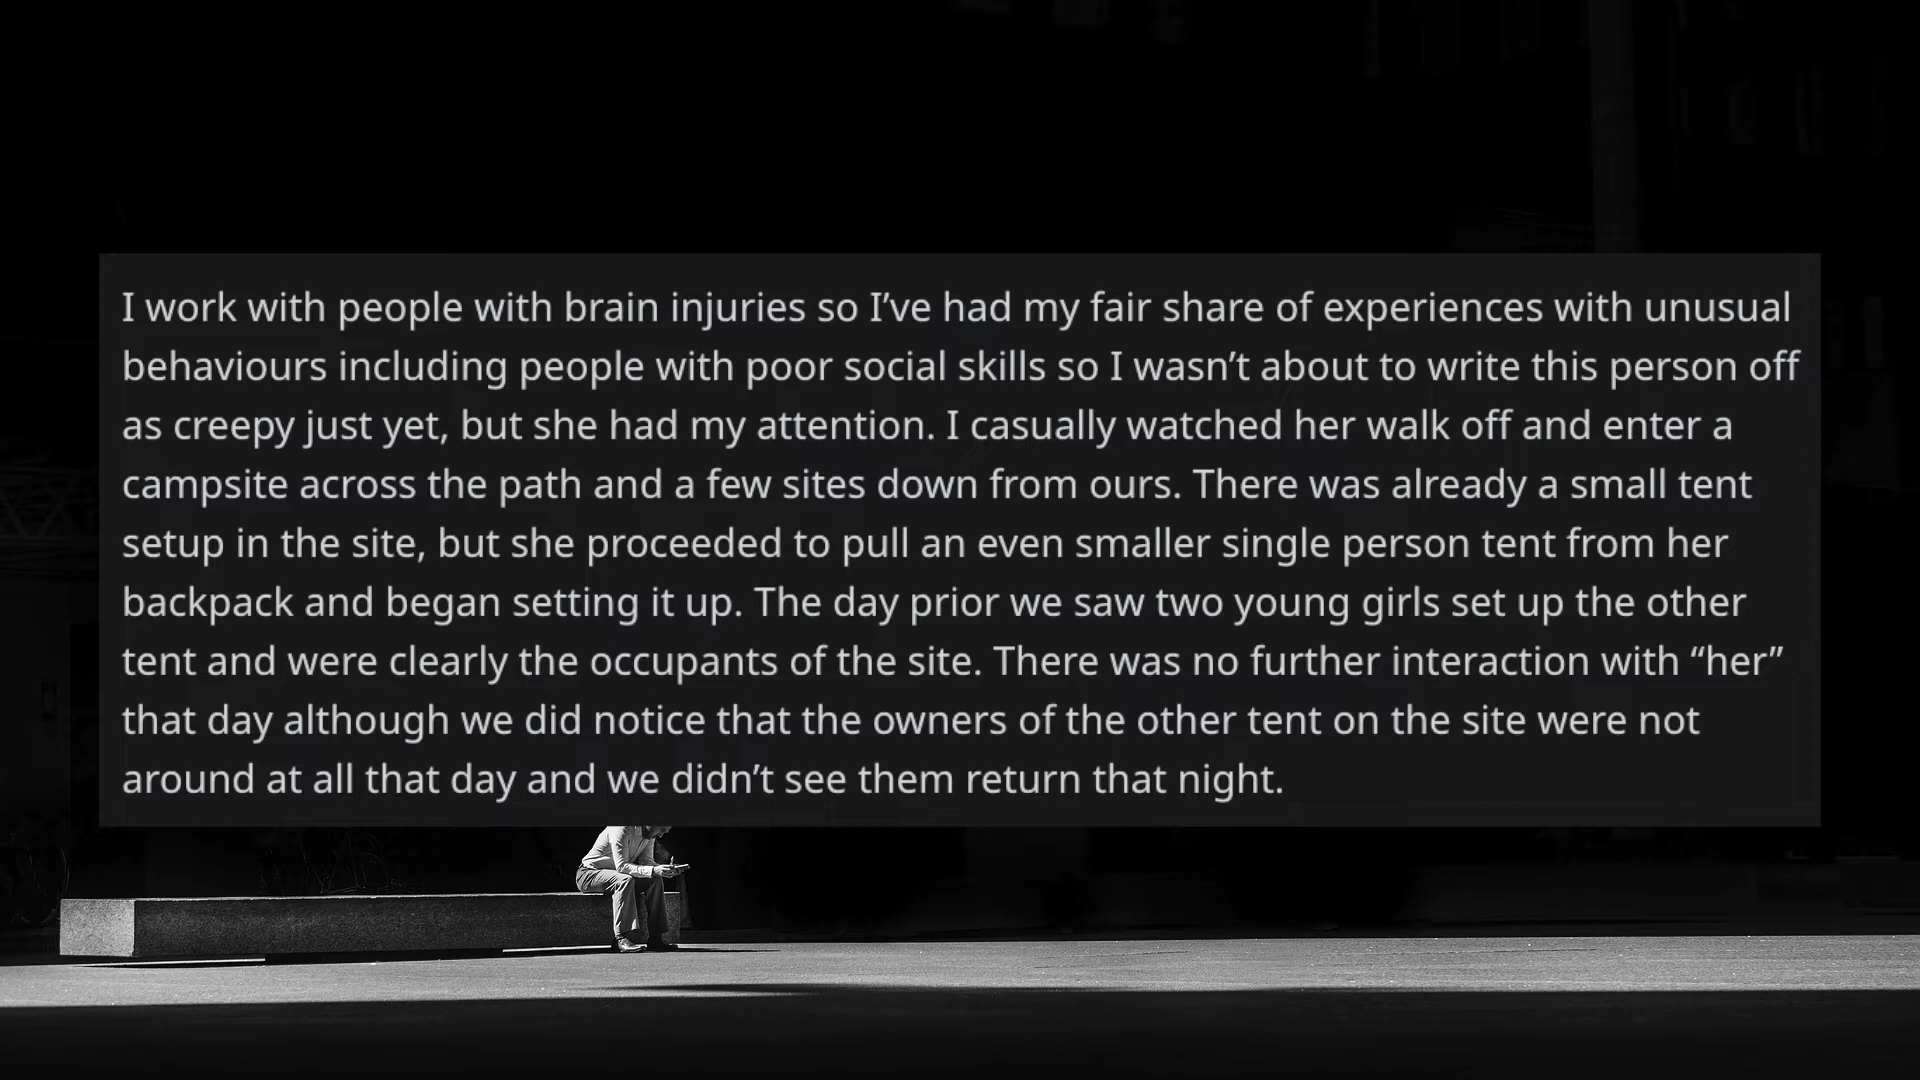 I work with people with brain injuries so I’ve had my fair share of experiences with unusual
behaviours including people with poor social skills so I wasn’t about to write this person off
as creepy just yet, but she had my attention. I casually watched her walk off and enter a
campsite across the path and a few sites down from ours. There was already a small tent
setup in the site, but she proceeded to pull an even smaller single person tent from her
backpack and began setting it up. The day prior we saw two young girls set up the other
tent and were clearly the occupants of the site. There was no further interaction with “her”
that day although we did notice that the owners of the other tent on the site were not
around at all that day and we didn’t see them return that night.